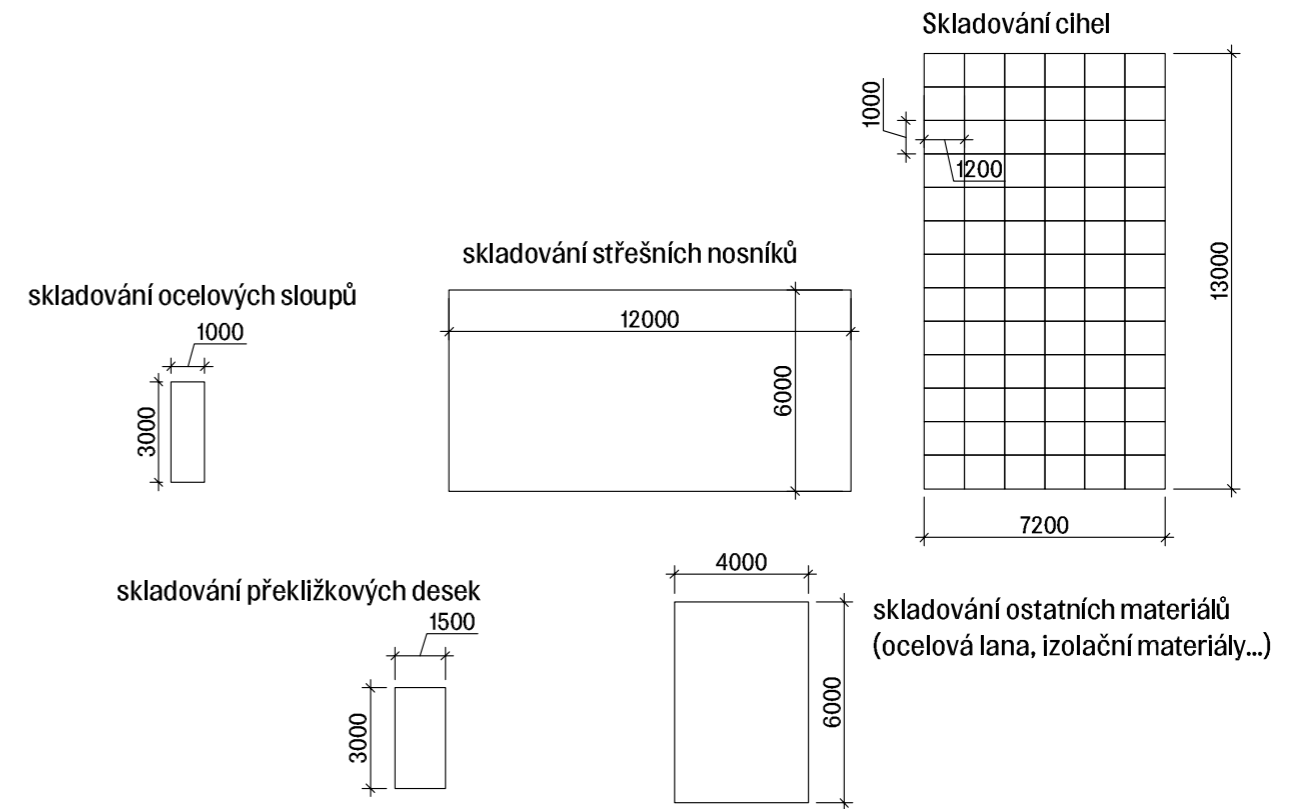 Skladování cihel
1000
1200
13000
7200
skladování střešních nosníků
12000
6000
skladování ocelových sloupů
1000
3000
skladování překližkových desek
1500
3000
4000
6000
skladování ostatních materiálů
(ocelová lana, izolační materiály...)